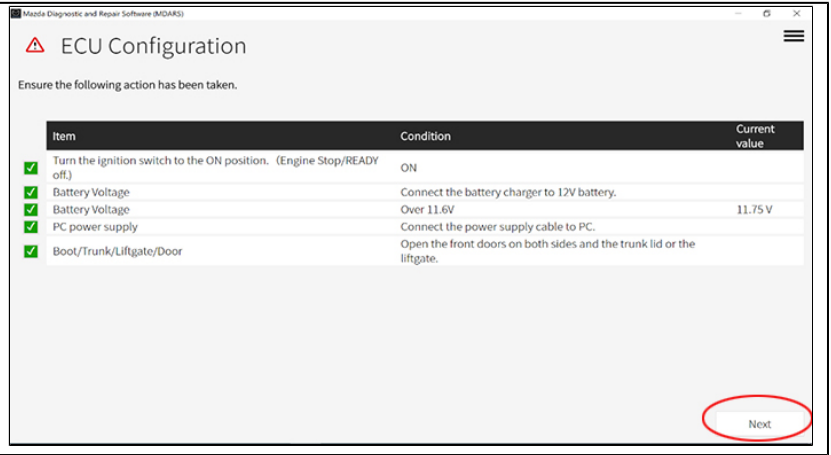 Mazda Diagnostic and Repair Software (MDARS)
ECU Configuration
Ensure the following action has been taken.
Item Condition Current
value
Turn the ignition switch to the ON position. (Engine Stop/READY
off.) ON
Battery Voltage Connect the battery charger to 12V battery.
Battery Voltage Over 11.6V 11.75 V
PC power supply Connect the power supply cable to PC.
Boot/Trunk/Liftgate/Door Open the front doors on both sides and the trunk lid or the
liftgate.
Next